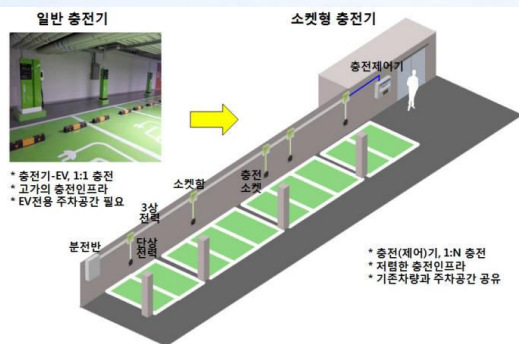 일반 충전기
소켓형 충전기
* 충전기-EV, 1:1 충전
* 고가의 충전인프라
* EV전용 주차공간 필요
충전제어기
소켓함
충전
소켓
3상
전력
단상
전력
분전반
* 충전(제어)기, 1:N 충전
* 저렴한 충전인프라
* 기존차량과 주차공간 공유